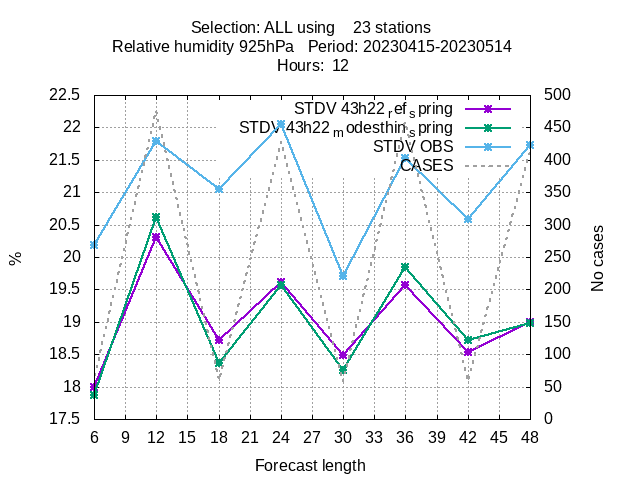 Selection: ALL using    23 stations
Relative humidity 925hPa   Period: 20230415-20230514
Hours:  12
STDV 43h22_ref_spring
STDV 43h22_modesthin_spring
STDV OBS
CASES
22.5
22
21.5
21
20.5
20
19.5
19
18.5
18
17.5
%
500
450
400
350
300
250
200
150
100
50
0
No cases
6 9 12 15 18 21 24 27 30 33 36 39 42 45 48
Forecast length